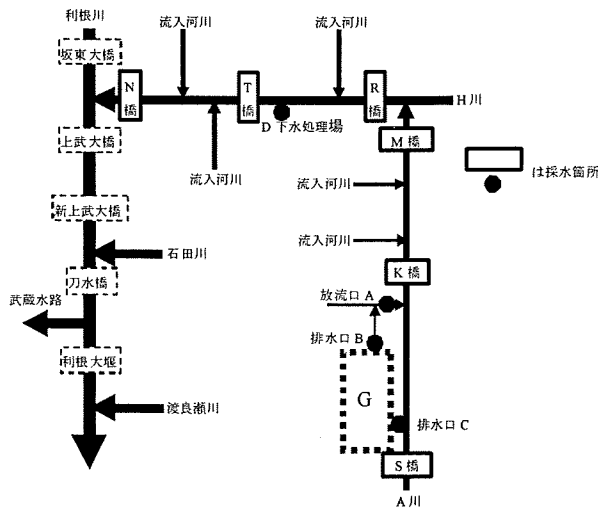 利根川
坂東大橋
上武大橋
新上武大橋
石田川
刀水橋
武蔵水路
利根大堰
渡良瀬川
流入河川
流入河川
N
橋
T
橋
R
橋
H川
D 下水処理場
流入河川
M橋
流入河川
流入河川
K橋
放流口 A
排水口 B
G
排水口 C
S橋
A川
は採水箇所